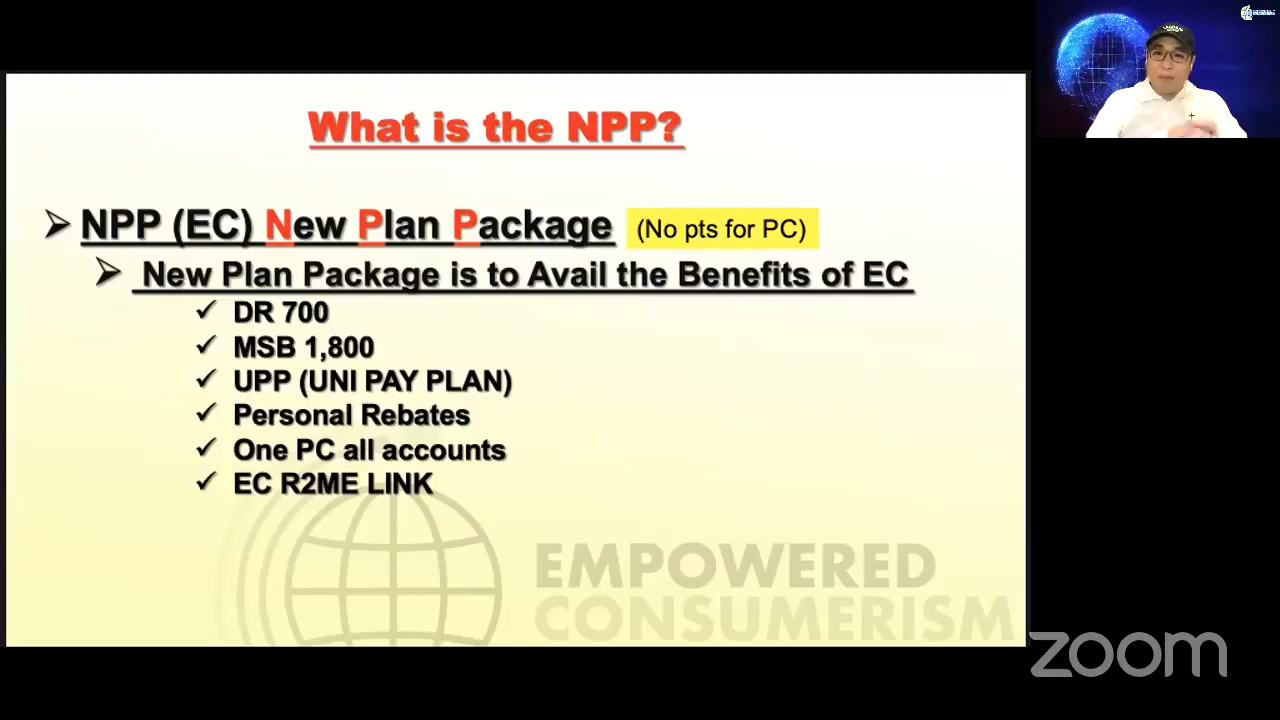 What is the NPP?
NPP (EC) New Plan Package (No pts for PC)
New Plan Package is to Avail the Benefits of EC
DR 700
MSB 1,800
UPP (UNI PAY PLAN)
Personal Rebates
One PC all accounts
EC R2ME LINK
EMPOWERED
CONSUMERISM
zoom